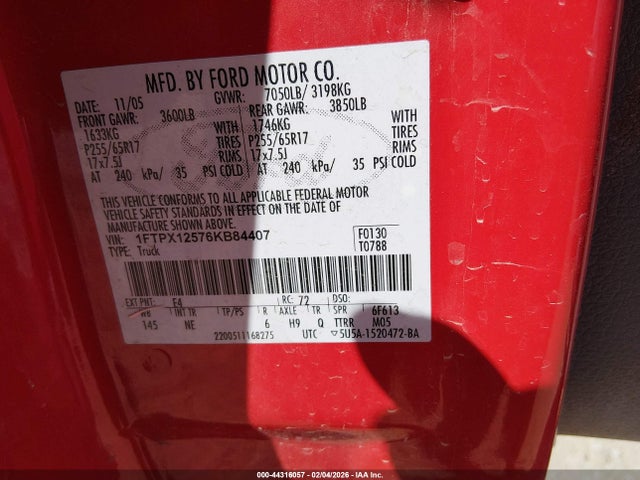 MFD. BY FORD MOTOR CO.
DATE: 11/05 GVWR: 7050LB/ 3198KG
FRONT GAWR: 3600LB REAR GAWR: 3850LB
1633KG WITH 1746KG WITH
P255/65R17 TIRES P255/65R17 TIRES
17x7.5J RIMS 17x7.5J RIMS
AT 240 kPa/ 35 PSI COLD AT 240 kPa/ 35 PSI COLD
THIS VEHICLE CONFORMS TO ALL APPLICABLE FEDERAL MOTOR
VEHICLE SAFETY STANDARDS IN EFFECT ON THE DATE OF
MANUFACTURE SHOWN ABOVE.
VIN: 1FTPX12576KB84407 F0130
TYPE: Truck T0788
EXT PNT: E4 RC: 72 DSO:
WB INT TR TP/PS R AXLE TR SPR 6F613
145 NE 6 H9 Q TTRR M05
2200511168275 UTC ▽5U5A-1520472-BA
000-44316057 - 02/04/2026 - IAA Inc.